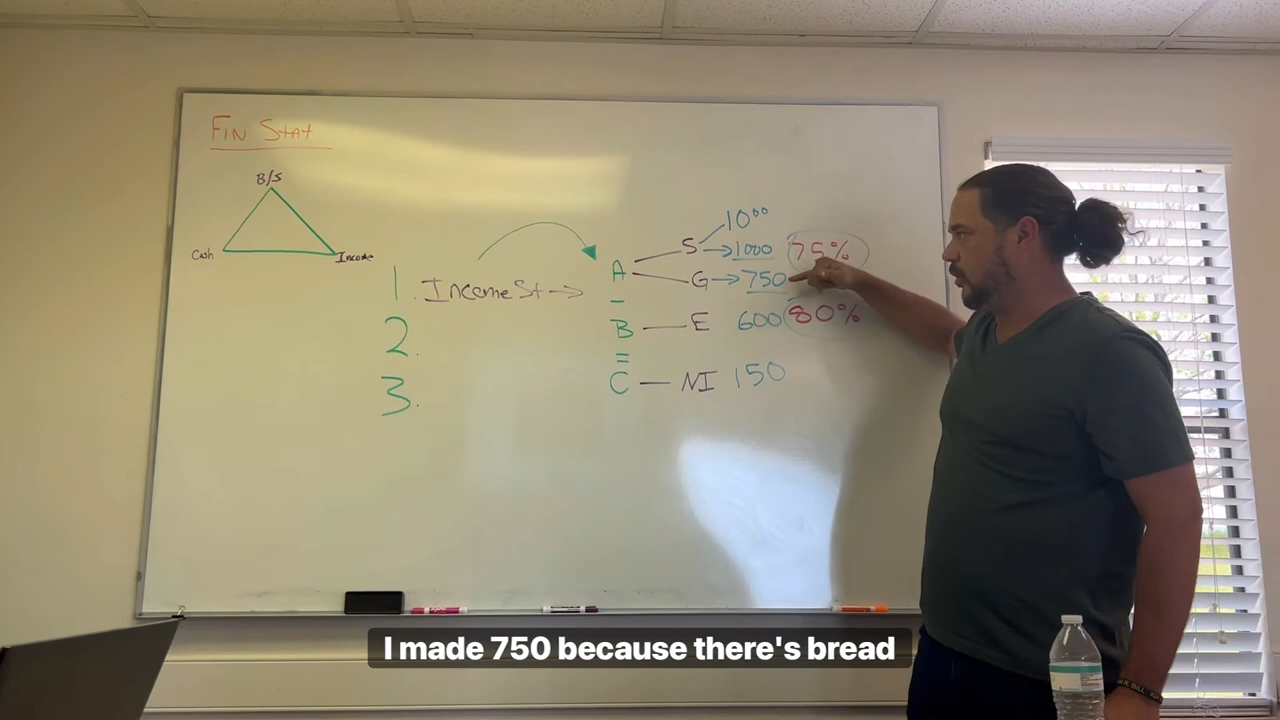 FIN STAT
B/S
Cash
Income
1. Income St →
2.
3.
A
S
10⁰⁰
→ 1000 75%
G → 750
–
B — E 600 80%
=
C — NI 150
I made 750 because there's bread